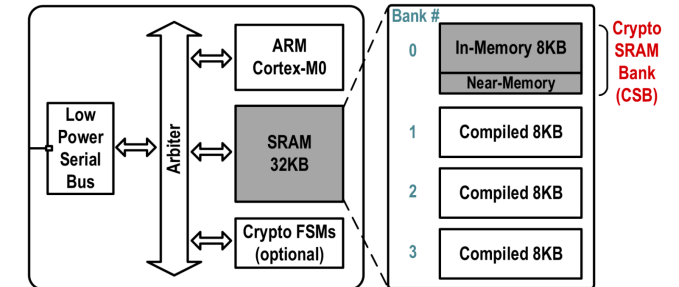 ARM
Cortex-M0
Low
Power
Serial
Bus
Arbiter
SRAM
32KB
Crypto FSMs
(optional)
Bank #
0
In-Memory 8KB
Near-Memory
Crypto
SRAM
Bank
(CSB)
1
Compiled 8KB
2
Compiled 8KB
3
Compiled 8KB